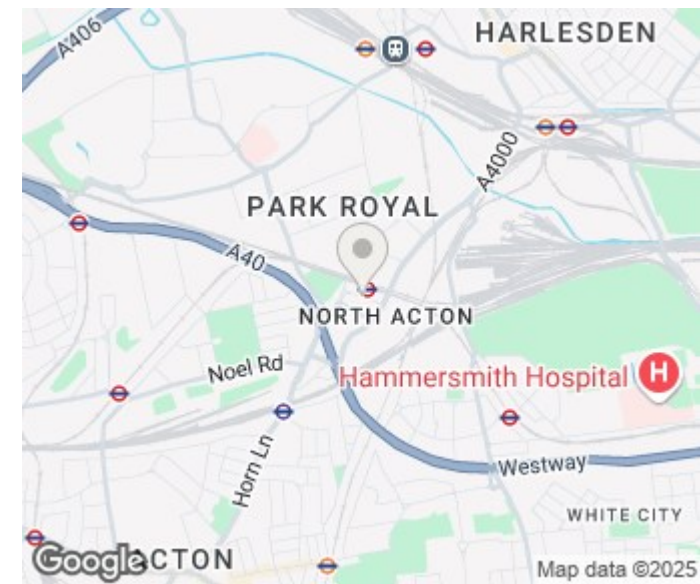 HARLESDEN
A406
A4000
PARK ROYAL
A40
NORTH ACTON
Noel Rd
Hammersmith Hospital H
Horn Ln
Westway
WHITE CITY
Google CTON
Map data ©2025